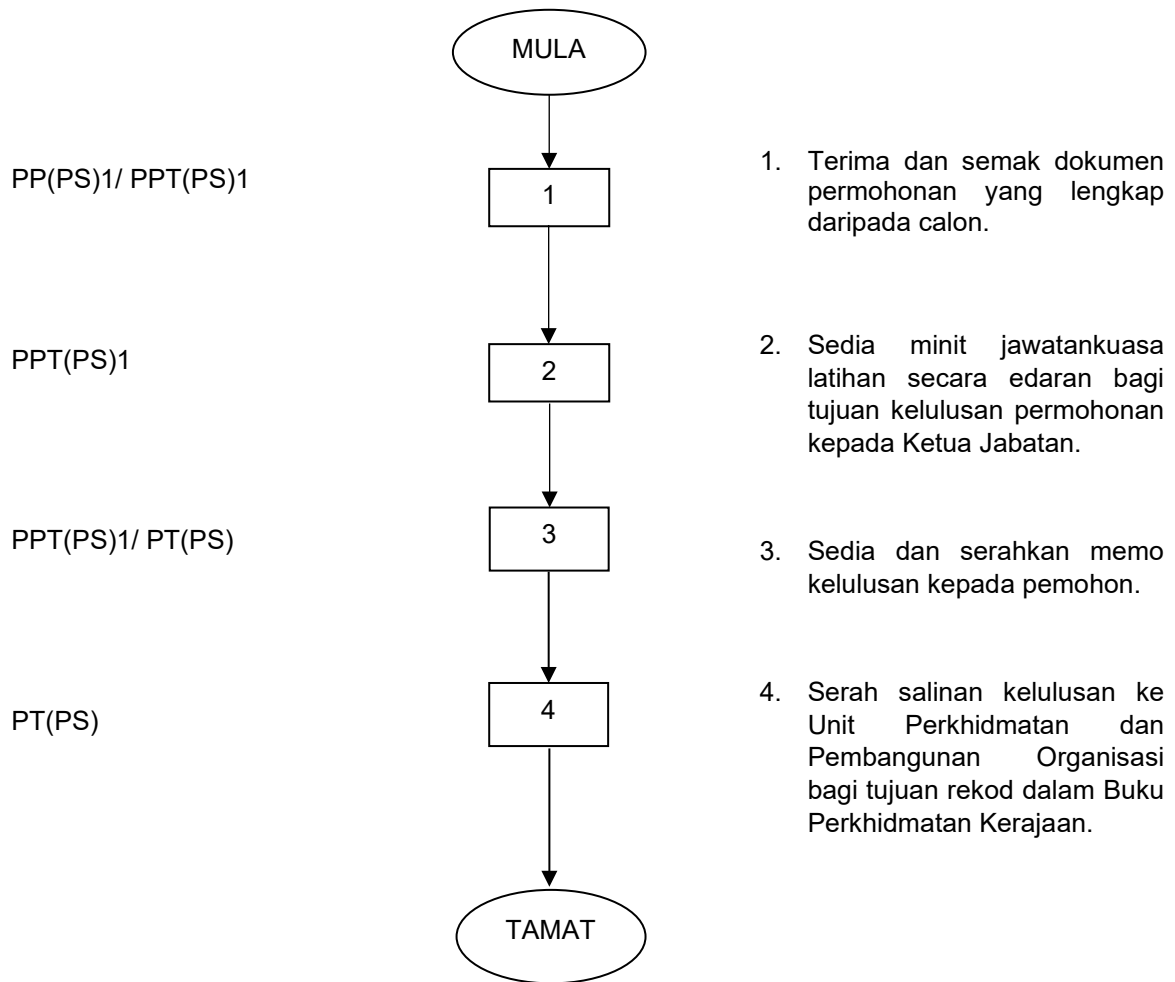 MULA
PP(PS)1/ PPT(PS)1
1
1. Terima dan semak dokumen
permohonan yang lengkap
daripada calon.
PPT(PS)1
2
2. Sedia minit jawatankuasa
latihan secara edaran bagi
tujuan kelulusan permohonan
kepada Ketua Jabatan.
PPT(PS)1/ PT(PS)
3
3. Sedia dan serahkan memo
kelulusan kepada pemohon.
PT(PS)
4
4. Serah salinan kelulusan ke
Unit Perkhidmatan dan
Pembangunan Organisasi
bagi tujuan rekod dalam Buku
Perkhidmatan Kerajaan.
TAMAT